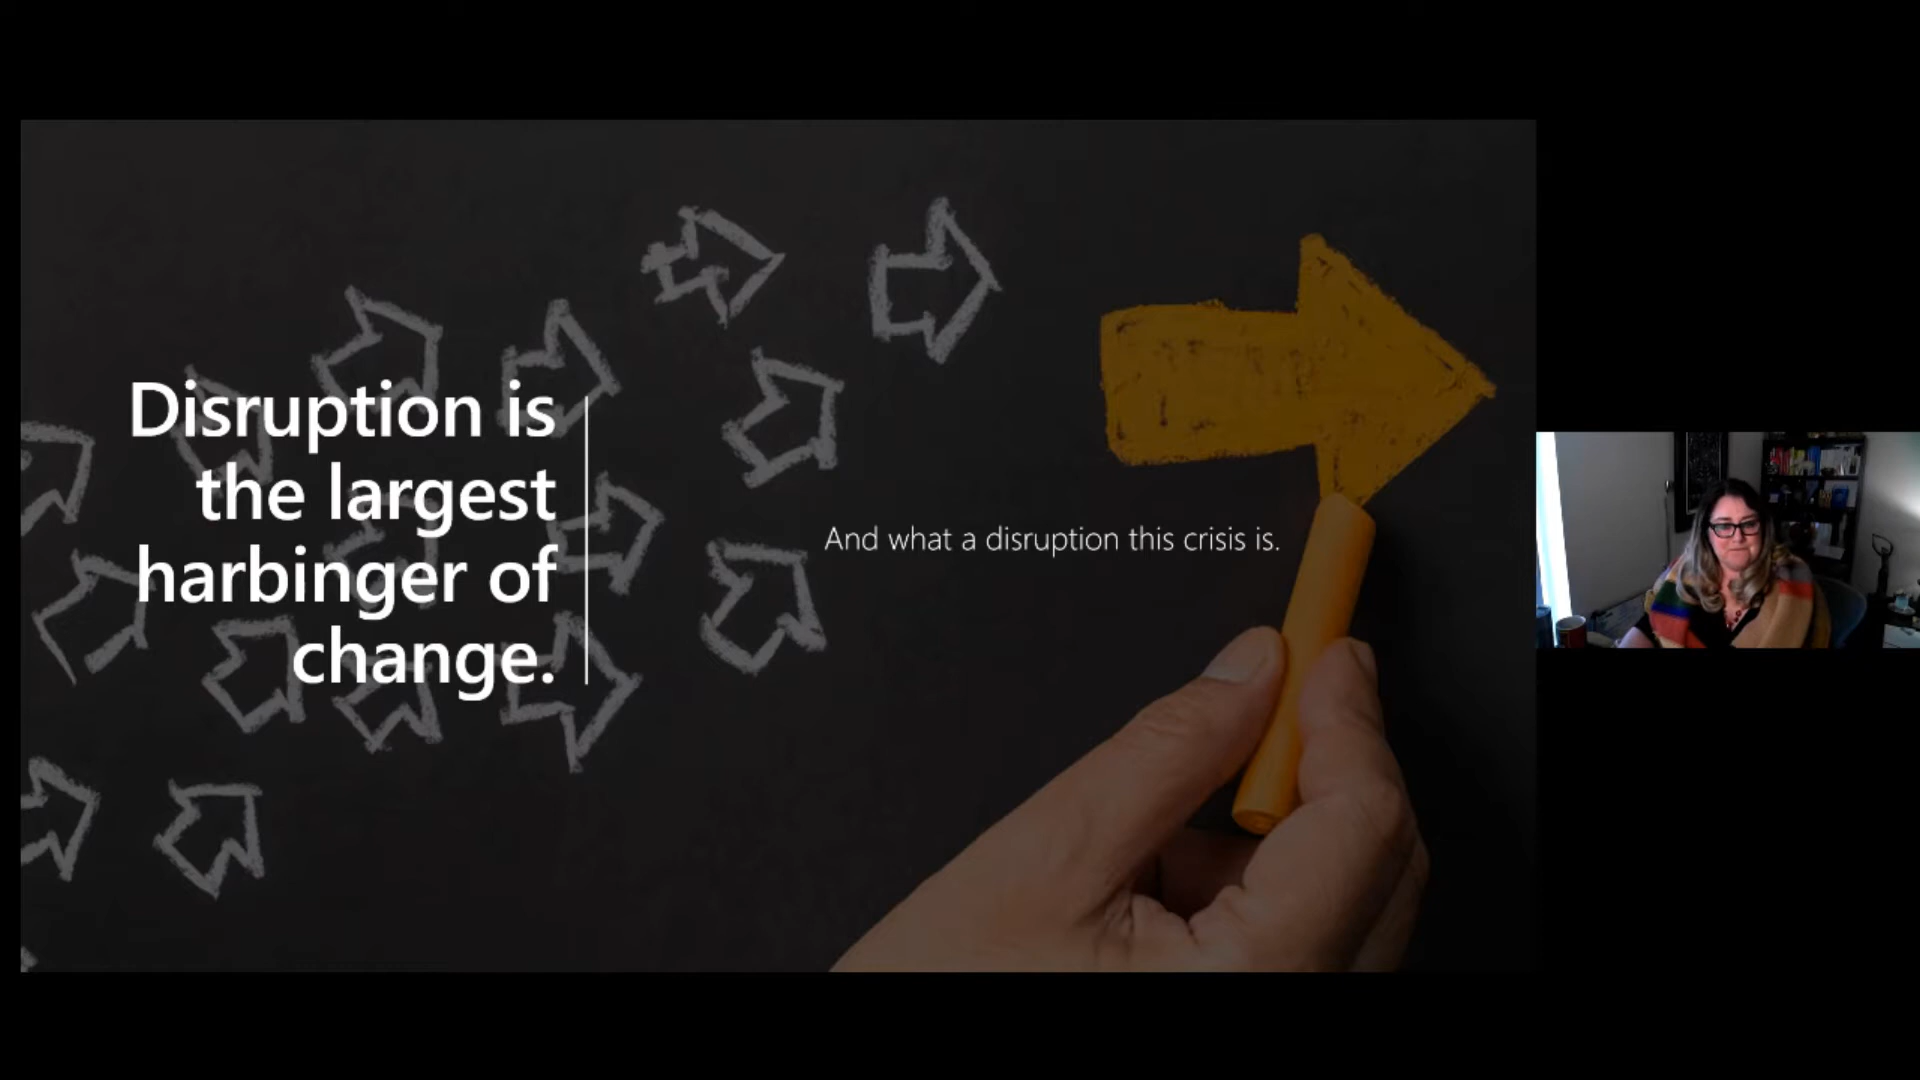 Disruption is
the largest
harbinger of
change.
And what a disruption this crisis is.